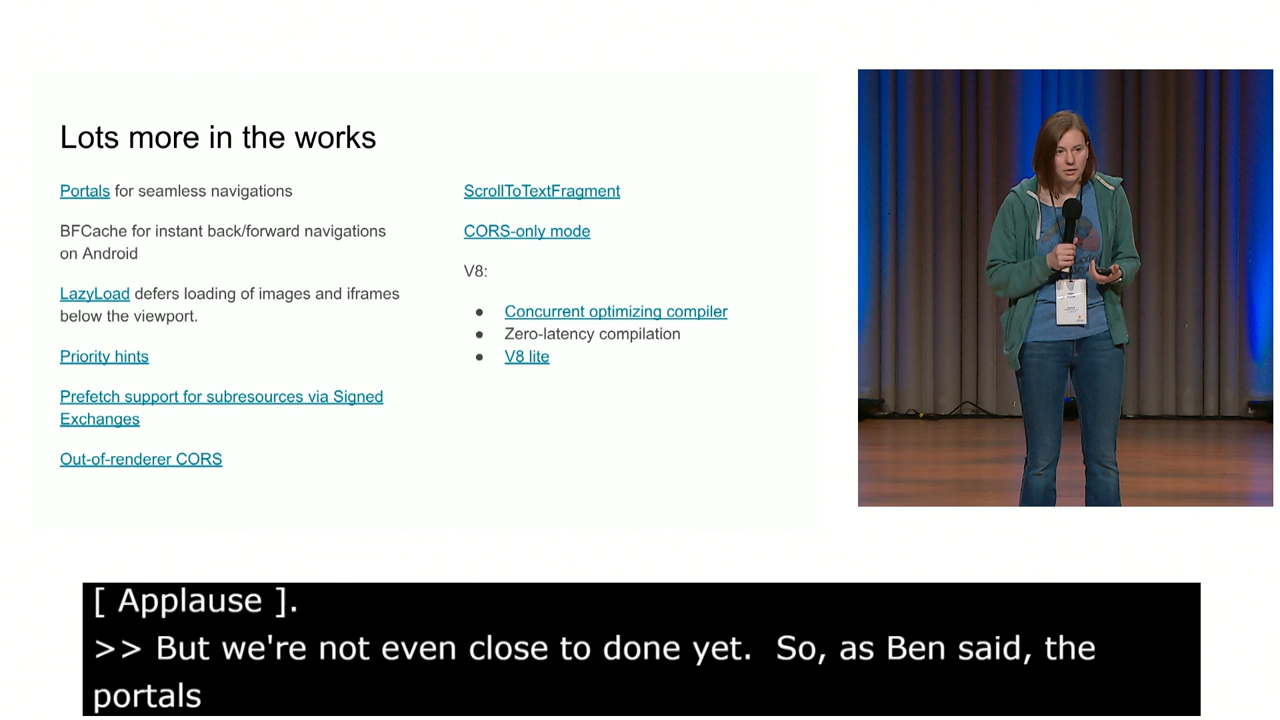 Lots more in the works
Portals for seamless navigations
BFCache for instant back/forward navigations
on Android
LazyLoad defers loading of images and iframes
below the viewport.
Priority hints
Prefetch support for subresources via Signed
Exchanges
Out-of-renderer CORS
ScrollToTextFragment
CORS-only mode
V8:
● Concurrent optimizing compiler
● Zero-latency compilation
● V8 lite
[ Applause ].
>> But we're not even close to done yet.  So, as Ben said, the
portals